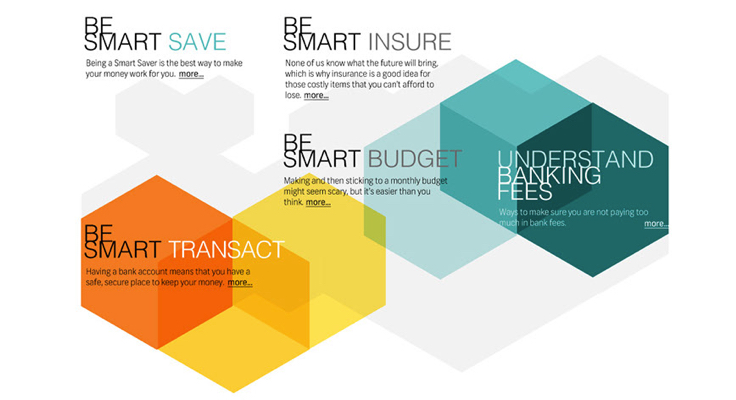 BE
SMART SAVE
Being a Smart Saver is the best way to make
your money work for you. more...
BE
SMART INSURE
None of us know what the future will bring,
which is why insurance is a good idea for
those costly items that you can't afford to
lose. more...
BE
SMART BUDGET
Making and then sticking to a monthly budget
might seem scary, but it's easier than you
think. more...
UNDERSTAND
BANKING
FEES
Ways to make sure you are not paying too
much in bank fees.
more...
BE
SMART TRANSACT
Having a bank account means that you have a
safe, secure place to keep your money. more...